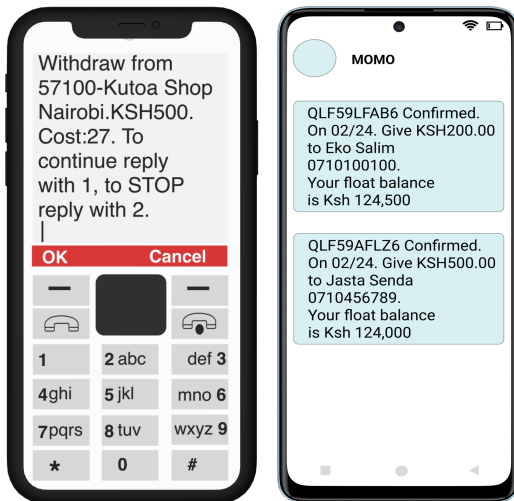 Withdraw from
57100-Kutoa Shop
Nairobi.KSH500.
Cost:27. To
continue reply
with 1, to STOP
reply with 2.
OK Cancel
1 2 abc def 3
4ghi 5 jkl mno 6
7pqrs 8 tuv wxyz 9
* 0 #
MOMO
QLF59LFAB6 Confirmed.
On 02/24. Give KSH200.00
to Eko Salim
0710100100.
Your float balance
is Ksh 124,500
QLF59AFLZ6 Confirmed.
On 02/24. Give KSH500.00
to Jasta Senda
0710456789.
Your float balance
is Ksh 124,000